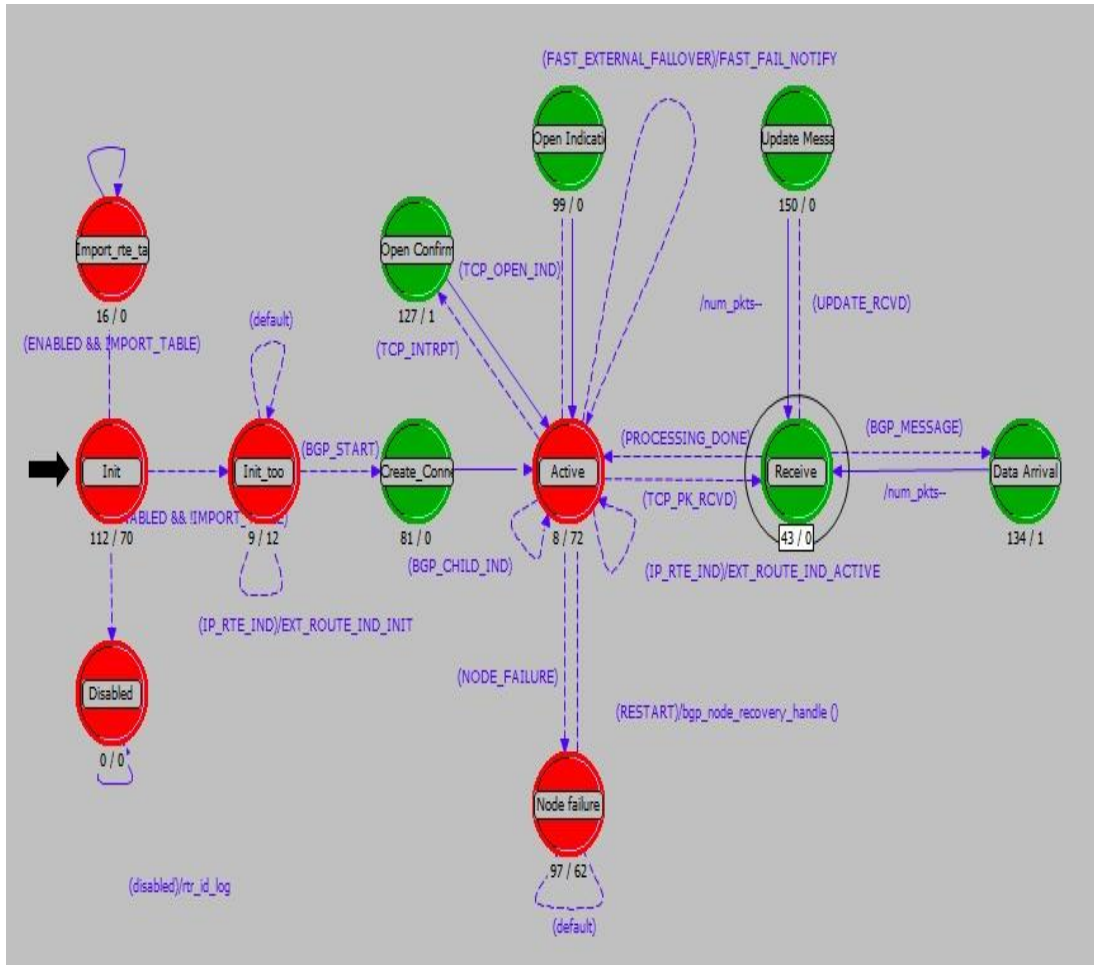 (FAST_EXTERNAL_FALLOVER)/FAST_FAIL_NOTIFY
Open Indicati
99 / 0
Update Messa
150 / 0
Import_rte_ta
16 / 0
Open Confirm
127 / 1
(TCP_OPEN_IND)
(TCP_INTRPT)
/num_pkts--
(UPDATE_RCVD)
(ENABLED && IMPORT_TABLE)
(default)
Init
112 / 70
ABLED && !IMPORT_TABLE)
Init_too
9 / 12
(BGP_START)
Create_Conne
81 / 0
Active
8 / 72
(PROCESSING_DONE)
(TCP_PK_RCVD)
Receive
43 / 0
(BGP_MESSAGE)
Data Arrival
134 / 1
/num_pkts--
(BGP_CHILD_IND)
(IP_RTE_IND)/EXT_ROUTE_IND_ACTIVE
(IP_RTE_IND)/EXT_ROUTE_IND_INIT
Disabled
0 / 0
(NODE_FAILURE)
(RESTART)/bgp_node_recovery_handle ()
Node failure
97 / 62
(default)
(disabled)/rtr_id_log